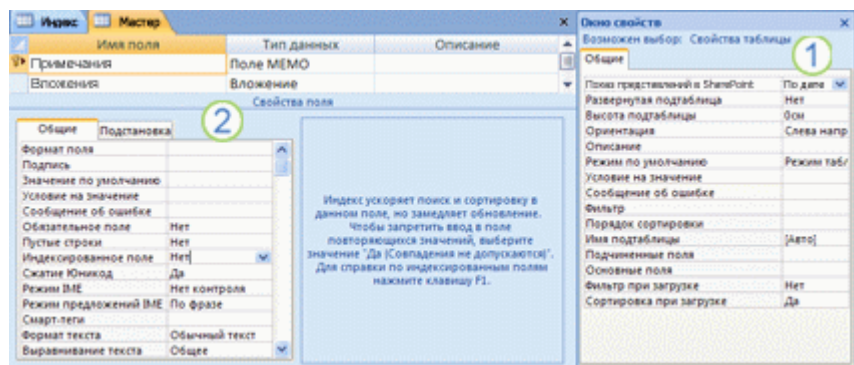 Индекс Мастер
Имя поля Тип данных Описание
Примечания Поле МЕМО
Вложения Вложение
Свойства поля
2
Общие Подстановка
Формат поля
Подпись
Значение по умолчанию
Условие на значение
Сообщение об ошибке
Обязательное поле Нет
Пустые строки Нет
Индексированное поле Нет
Сжатие Юникод Да
Режим IME Нет контроля
Режим предложений IME По фразе
Смарт-теги
Формат текста Обычный текст
Выравнивание текста Общее
Индекс ускоряет поиск и сортировку в
данном поле, но замедляет обновление.
Чтобы запретить ввод в поле
повторяющихся значений, выберите
значение "Да (Совпадения не допускаются)".
Для справки по индексированным полям
нажмите клавишу F1.
Окно свойств
Возможен выбор: Свойства таблицы
1
Общие
Показ представлений в SharePoint По дате
Развернутая подтаблица Нет
Высота подтаблицы 0см
Ориентация Слева напр
Описание
Режим по умолчанию Режим таб
Условие на значение
Сообщение об ошибке
Фильтр
Порядок сортировки
Имя подтаблицы [Авто]
Подчиненные поля
Основные поля
Фильтр при загрузке Нет
Сортировка при загрузке Да